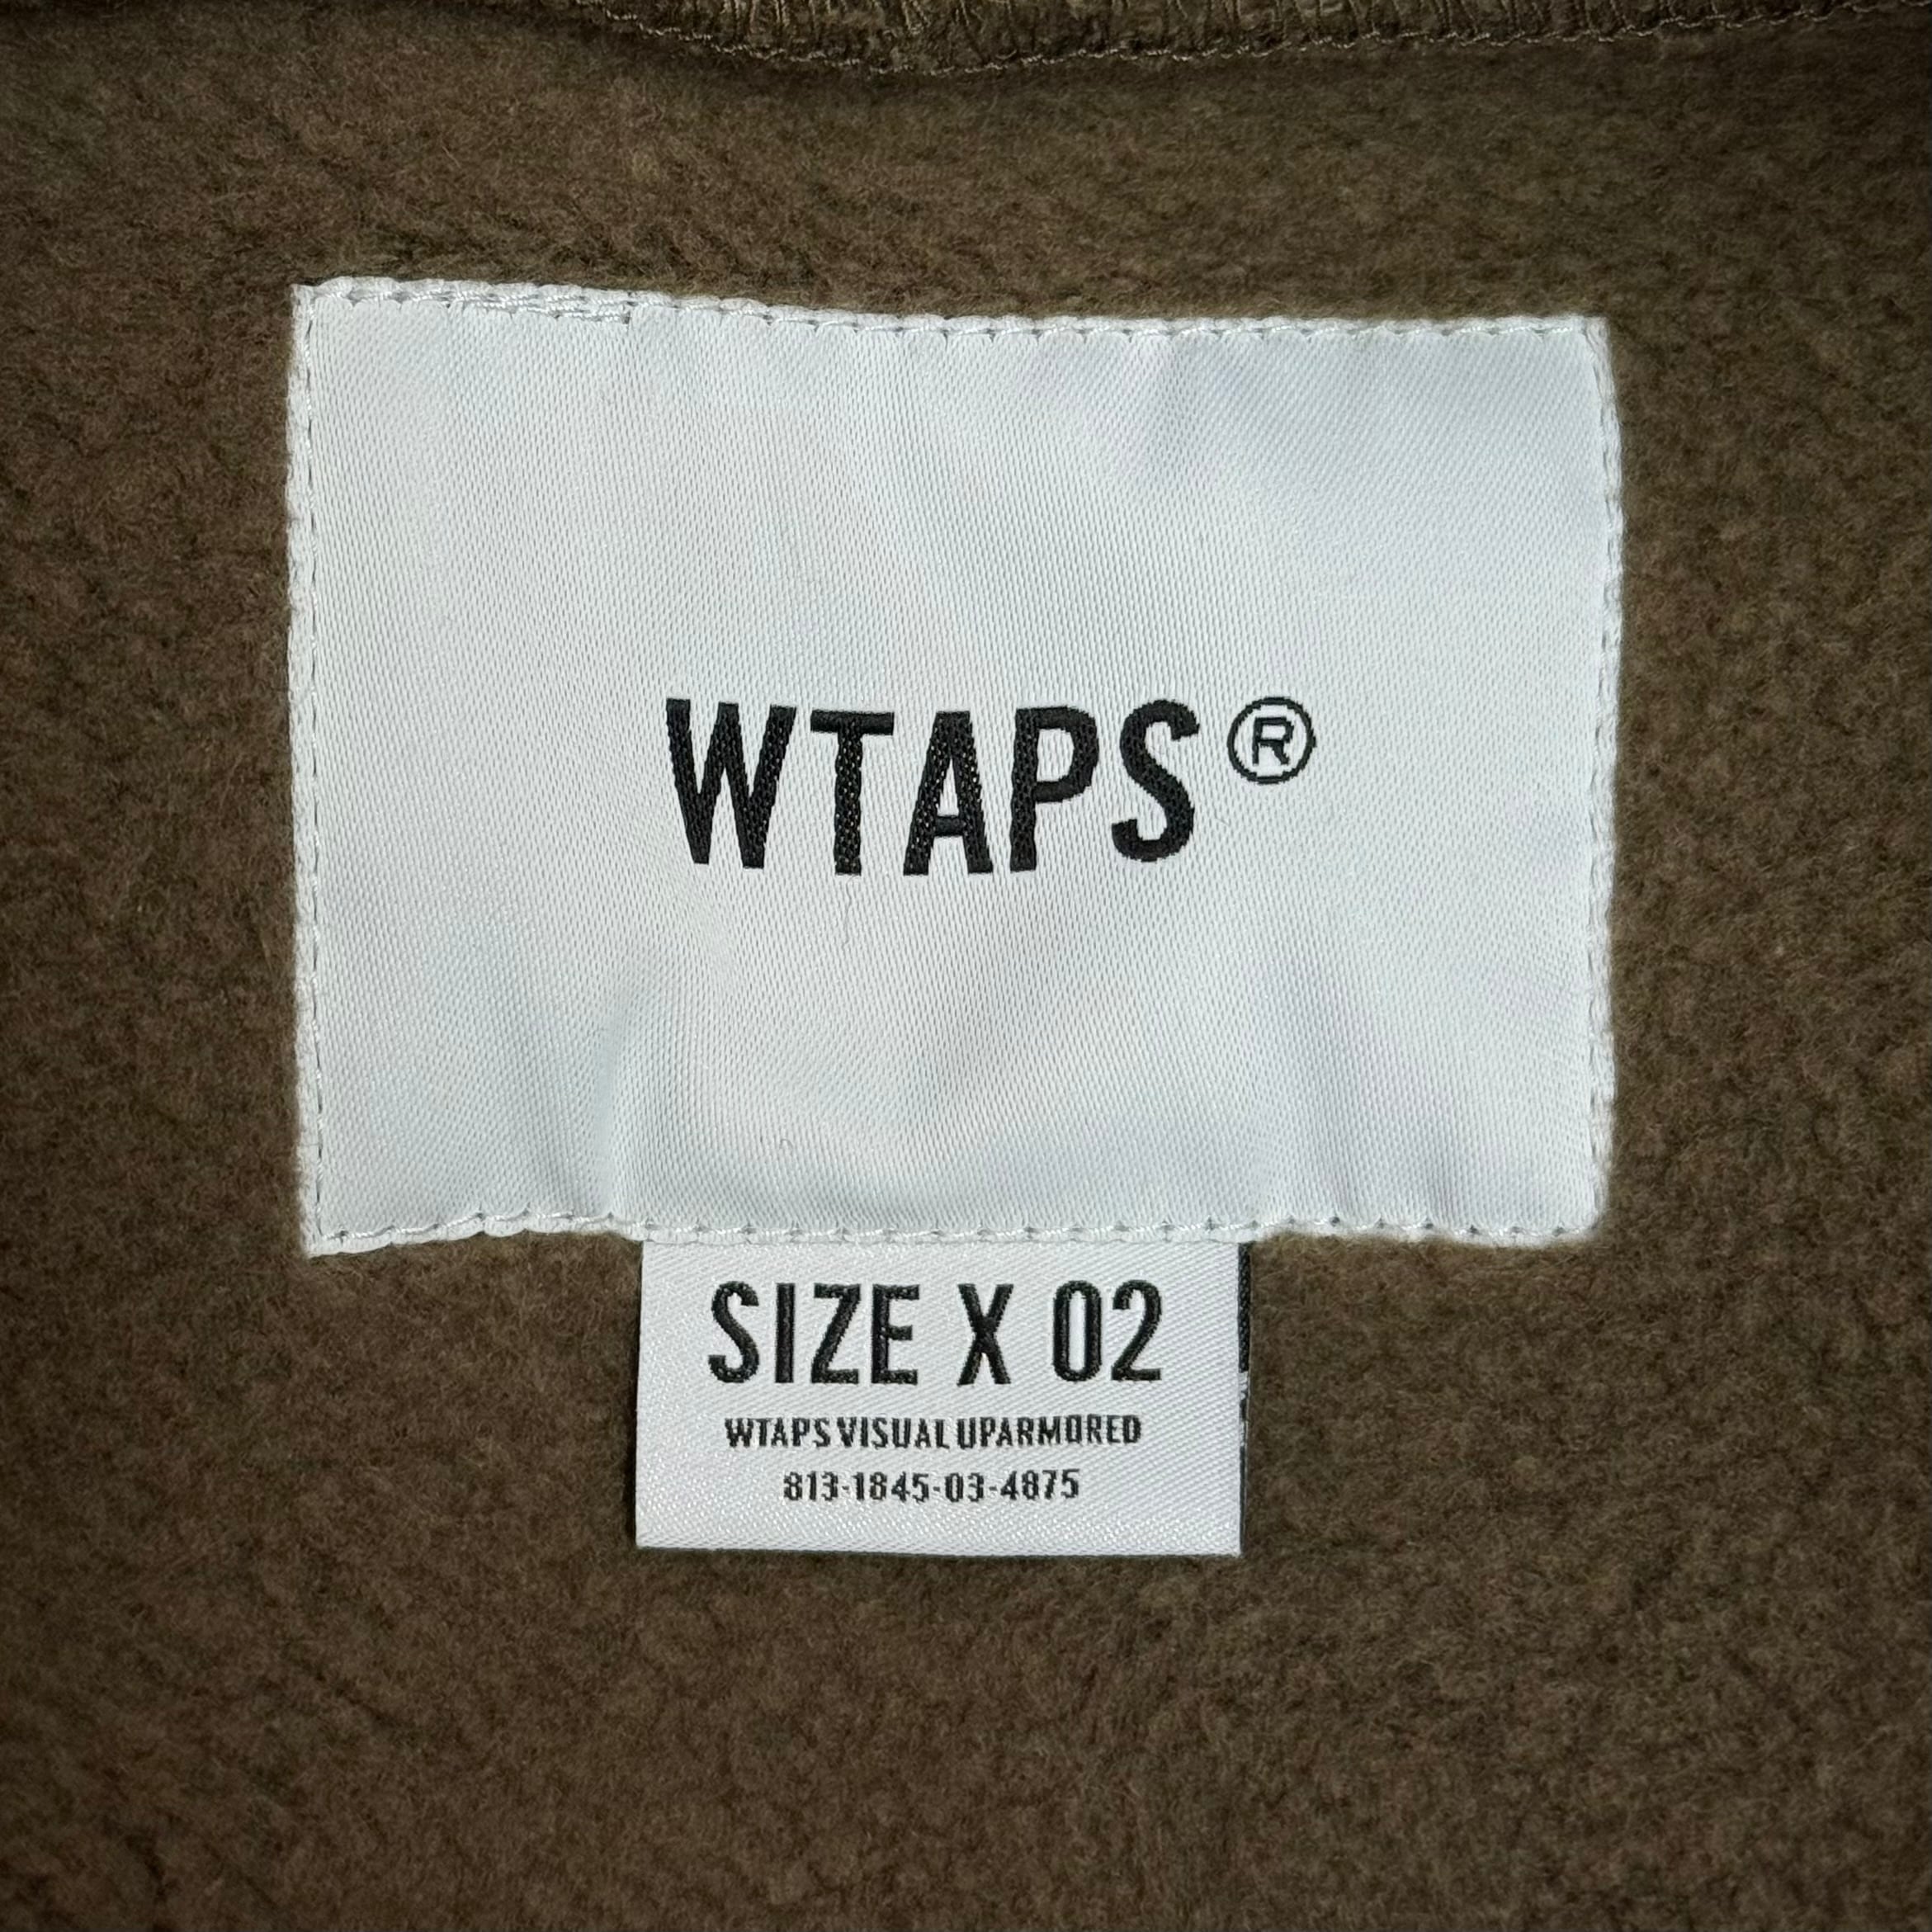 WTAPS®
SIZE X 02
WTAPS VISUAL UPARMORED
813-1845-03-4875